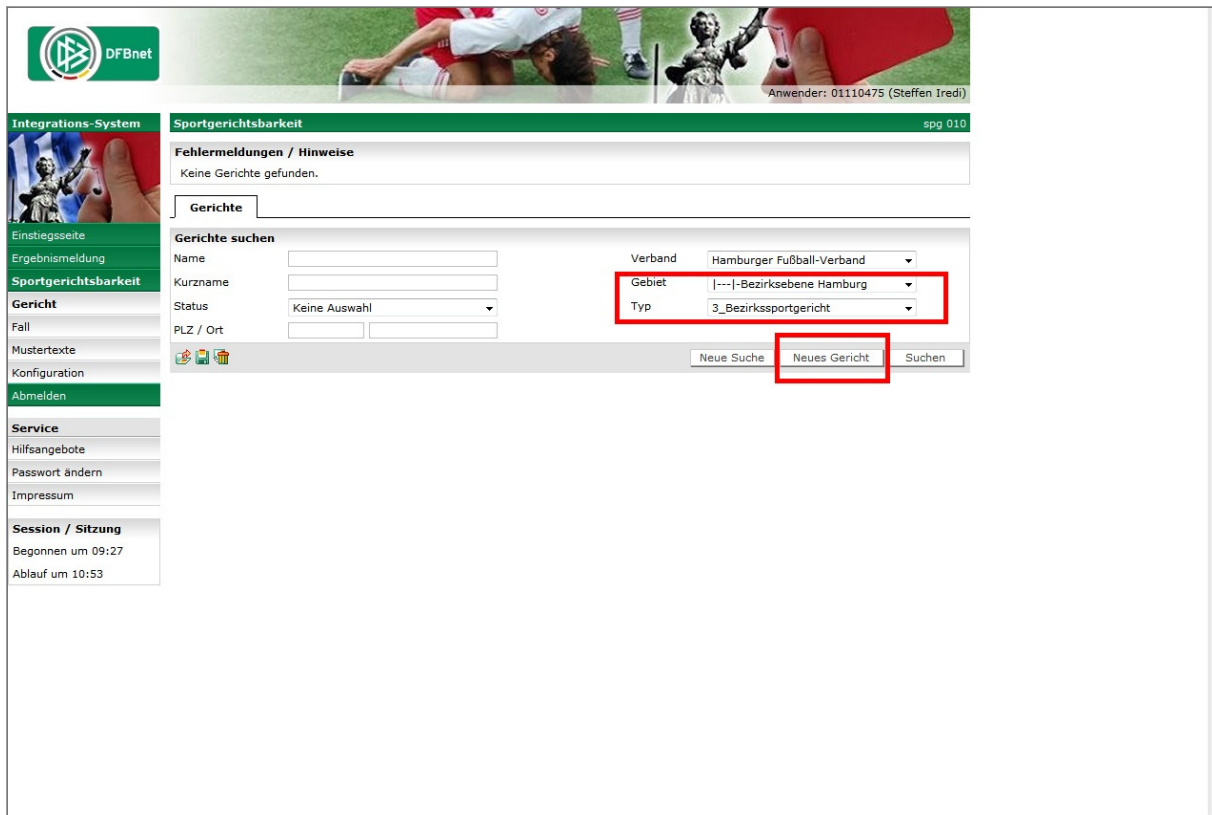 DFBnet
Anwender: 01110475 (Steffen Iredi)
Integrations-System
Einstiegsseite
Ergebnismeldung
Sportgerichtsbarkeit
Gericht
Fall
Mustertexte
Konfiguration
Abmelden
Service
Hilfsangebote
Passwort ändern
Impressum
Session / Sitzung
Begonnen um 09:27
Ablauf um 10:53
Sportgerichtsbarkeit spg 010
Fehlermeldungen / Hinweise
Keine Gerichte gefunden.
Gerichte
Gerichte suchen
Name Verband Hamburger Fußball-Verband
Kurzname Gebiet |---|-Bezirksebene Hamburg
Status Keine Auswahl Typ 3_Bezirkssportgericht
PLZ / Ort
Neue Suche Neues Gericht Suchen